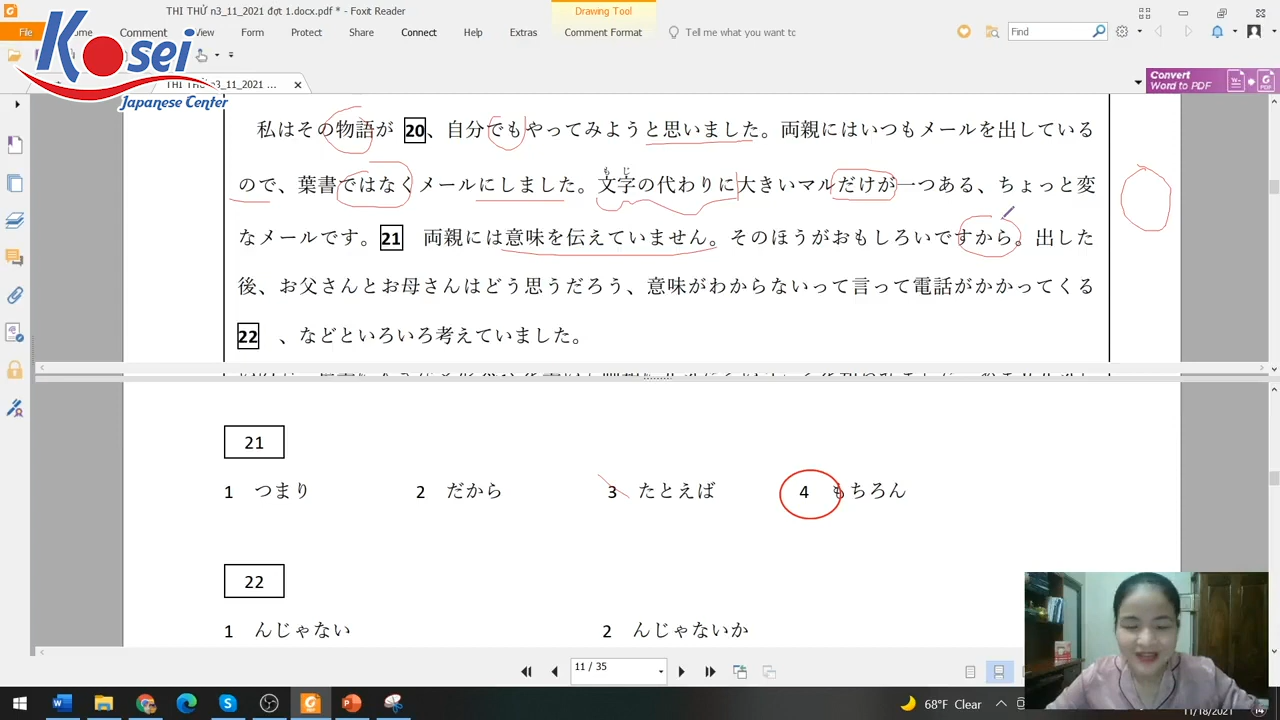 THI THỬ n3_11_2021 đợt 1.docx.pdf * - Foxit Reader
Drawing Tool
File
Comment
View
Form
Protect
Share
Connect
Help
Extras
Comment Format
Tell me what you want to
Find
Kosei
Japanese Center
THI THỬ n3_11_2021 ...
Convert
Word to PDF
私はその物語が 20 、自分でもやってみようと思いました。両親にはいつもメールを出している
ので、葉書ではなくメールにしました。文字の代わりに大きいマルだけが一つある、ちょっと変
もじ
なメールです。 21 両親には意味を伝えていません。そのほうがおもしろいですから。出した
後、お父さんとお母さんはどう思うだろう、意味がわからないって言って電話がかかってくる
22 、などといろいろ考えていました。
21
1 つまり
2 だから
3 たとえば
4 もちろん
22
1 んじゃない
2 んじゃないか
11 / 35
68°F Clear
11/18/2021
14